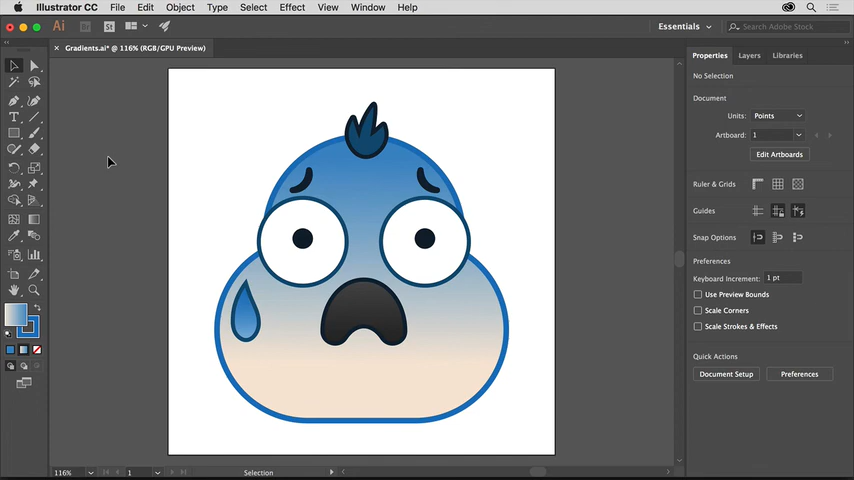 Illustrator CC File Edit Object Type Select Effect View Window Help
Ai Br St Essentials Search Adobe Stock
× Gradients.ai* @ 116% (RGB/GPU Preview)
Properties Layers Libraries
No Selection
Document
Units: Points
Artboard: 1
Edit Artboards
Ruler & Grids
Guides
Snap Options
Preferences
Keyboard Increment: 1 pt
Use Preview Bounds
Scale Corners
Scale Strokes & Effects
Quick Actions
Document Setup Preferences
116% 1 Selection